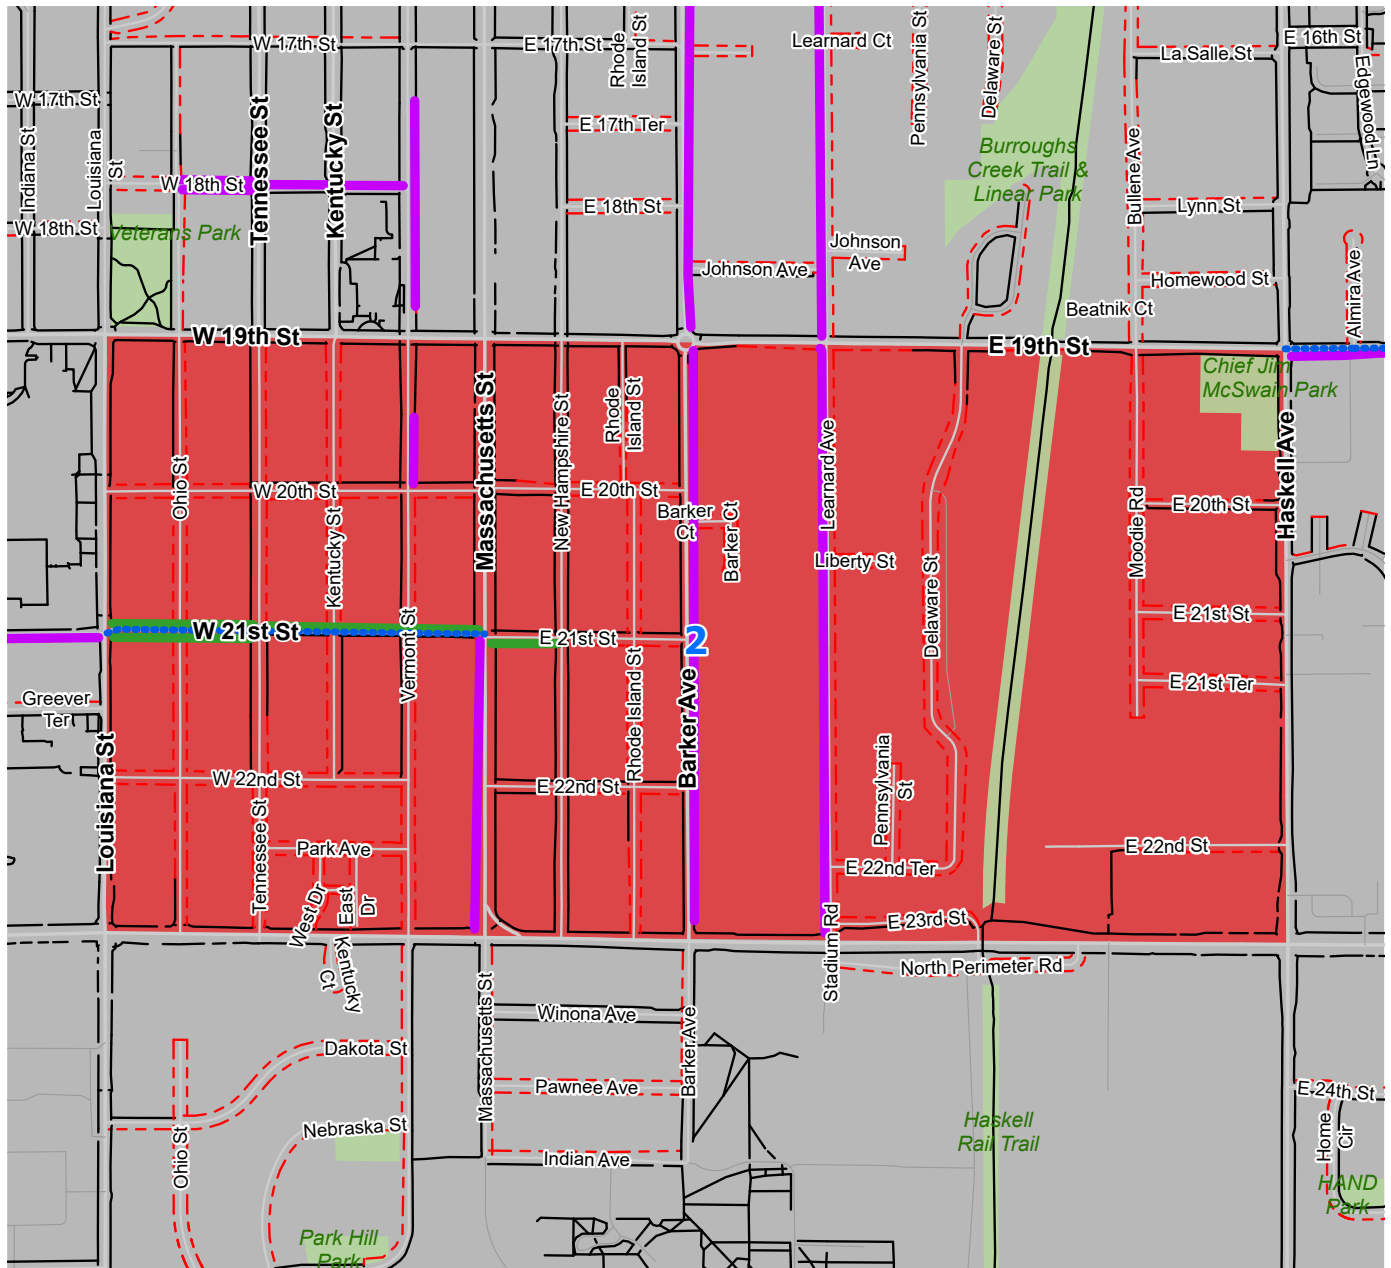 W 17th St
E 17th St
Rhode
Island St
Learnard Ct
Pennsylvania St
Delaware St
La Salle St
E 16th St
Edgewood Ln
W 17th St
Indiana St
Louisiana
St
Tennessee St
Kentucky St
E 17th Ter
Burroughs
Creek Trail &
Linear Park
Bullene Ave
W 18th St
E 18th St
Lynn St
W 18th St
Veterans Park
Johnson
Ave
Johnson Ave
Homewood St
Almira Ave
Beatnik Ct
W 19th St
E 19th St
Chief Jim
McSwain Park
Massachusetts St
New Hampshire St
Rhode
Island St
Learnard Ave
Haskell Ave
Ohio St
W 20th St
E 20th St
Moodie Rd
E 20th St
Kentucky St
Barker
Ct
Barker Ct
Liberty St
Delaware St
Vermont St
W 21st St
E 21st St
2
E 21st St
Rhode Island St
Barker Ave
E 21st Ter
Greever
Ter
Louisiana St
W 22nd St
E 22nd St
Pennsylvania
St
Tennessee St
Park Ave
E 22nd St
E 22nd Ter
West Dr
East
Dr
Stadium Rd
E 23rd St
Kentucky
Ct
North Perimeter Rd
Massachusetts St
Winona Ave
Barker Ave
Dakota St
Pawnee Ave
E 24th St
Ohio St
Nebraska St
Indian Ave
Haskell
Rail Trail
Home
Cir
HAND
Park
Park Hill
Park